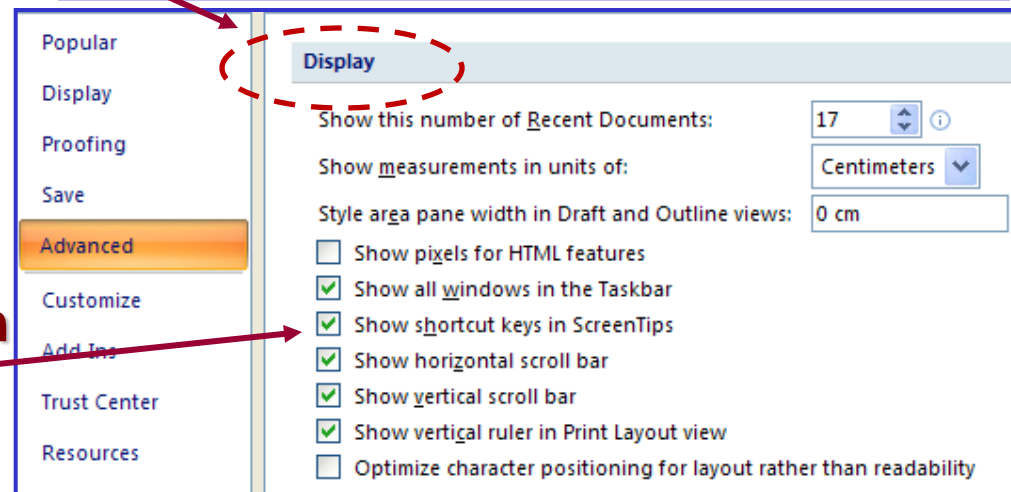 Popular
Display
Proofing
Save
Advanced
Customize
Add-Ins
Trust Center
Resources
Display
Show this number of Recent Documents: 17
Show measurements in units of: Centimeters
Style area pane width in Draft and Outline views: 0 cm
Show pixels for HTML features
Show all windows in the Taskbar
Show shortcut keys in ScreenTips
Show horizontal scroll bar
Show vertical scroll bar
Show vertical ruler in Print Layout view
Optimize character positioning for layout rather than readability